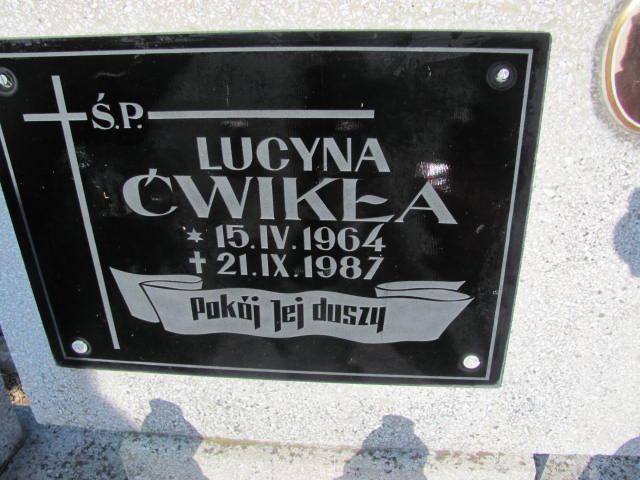 Ś.P.
LUCYNA
ĆWIKŁA
* 15.IV.1964
✝ 21.IX.1987
Pokój Jej duszy